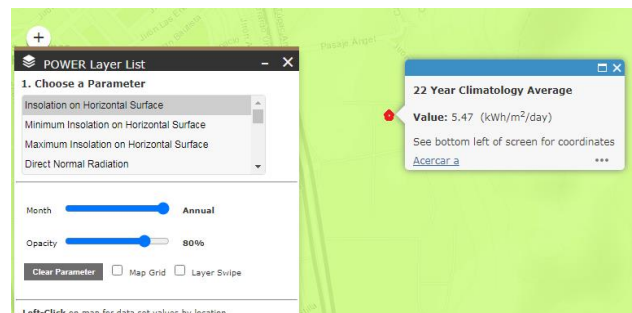 +
Pasaje Angel
POWER Layer List
1. Choose a Parameter
Insolation on Horizontal Surface
Minimum Insolation on Horizontal Surface
Maximum Insolation on Horizontal Surface
Direct Normal Radiation
Month Annual
Opacity 80%
Clear Parameter Map Grid Layer Swipe
Left-Click on map for data set values by location
22 Year Climatology Average
Value: 5.47 (kWh/m²/day)
See bottom left of screen for coordinates
Acercar a